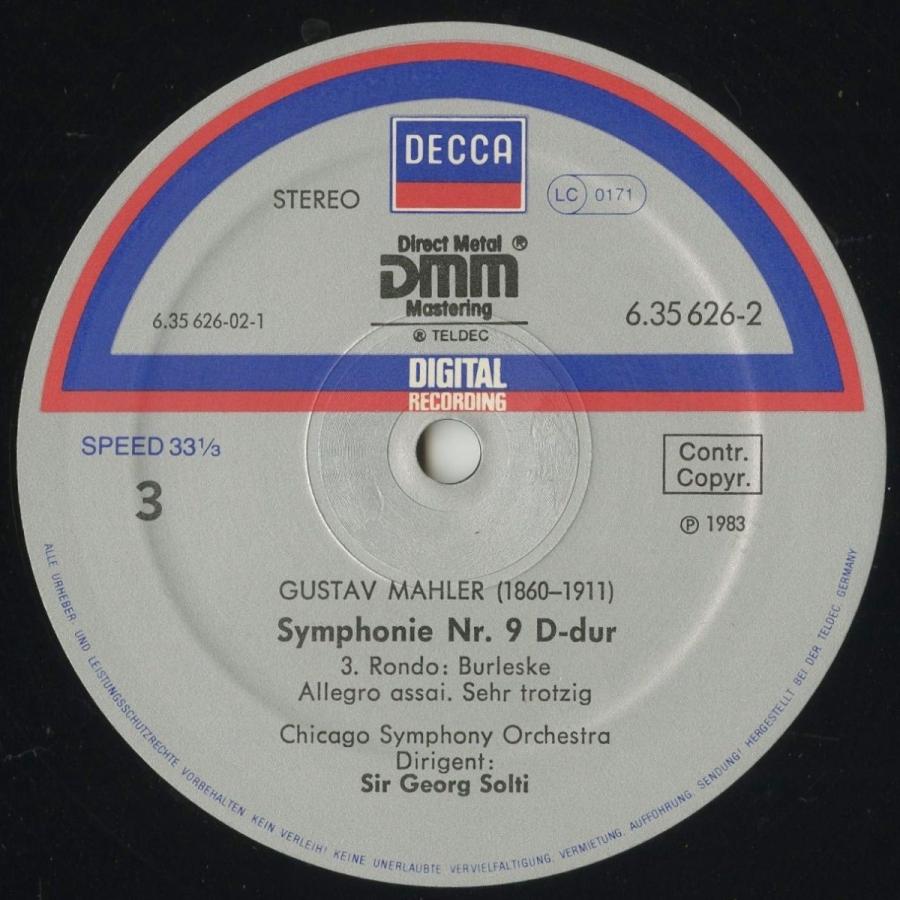 DECCA
STEREO
LC 0171
Direct Metal ®
DMM
Mastering
® TELDEC
6.35 626-02-1
6.35 626-2
DIGITAL
RECORDING
SPEED 33⅓
3
Contr.
Copyr.
Ⓟ 1983
GUSTAV MAHLER (1860–1911)
Symphonie Nr. 9 D-dur
3. Rondo: Burleske
Allegro assai. Sehr trotzig
Chicago Symphony Orchestra
Dirigent:
Sir Georg Solti
ALLE URHEBER- UND LEISTUNGSSCHUTZRECHTE VORBEHALTEN. KEIN VERLEIH! KEINE UNERLAUBTE VERVIELFÄLTIGUNG, VERMIETUNG, AUFFÜHRUNG, SENDUNG! HERGESTELLT BEI DER TELDEC GERMANY